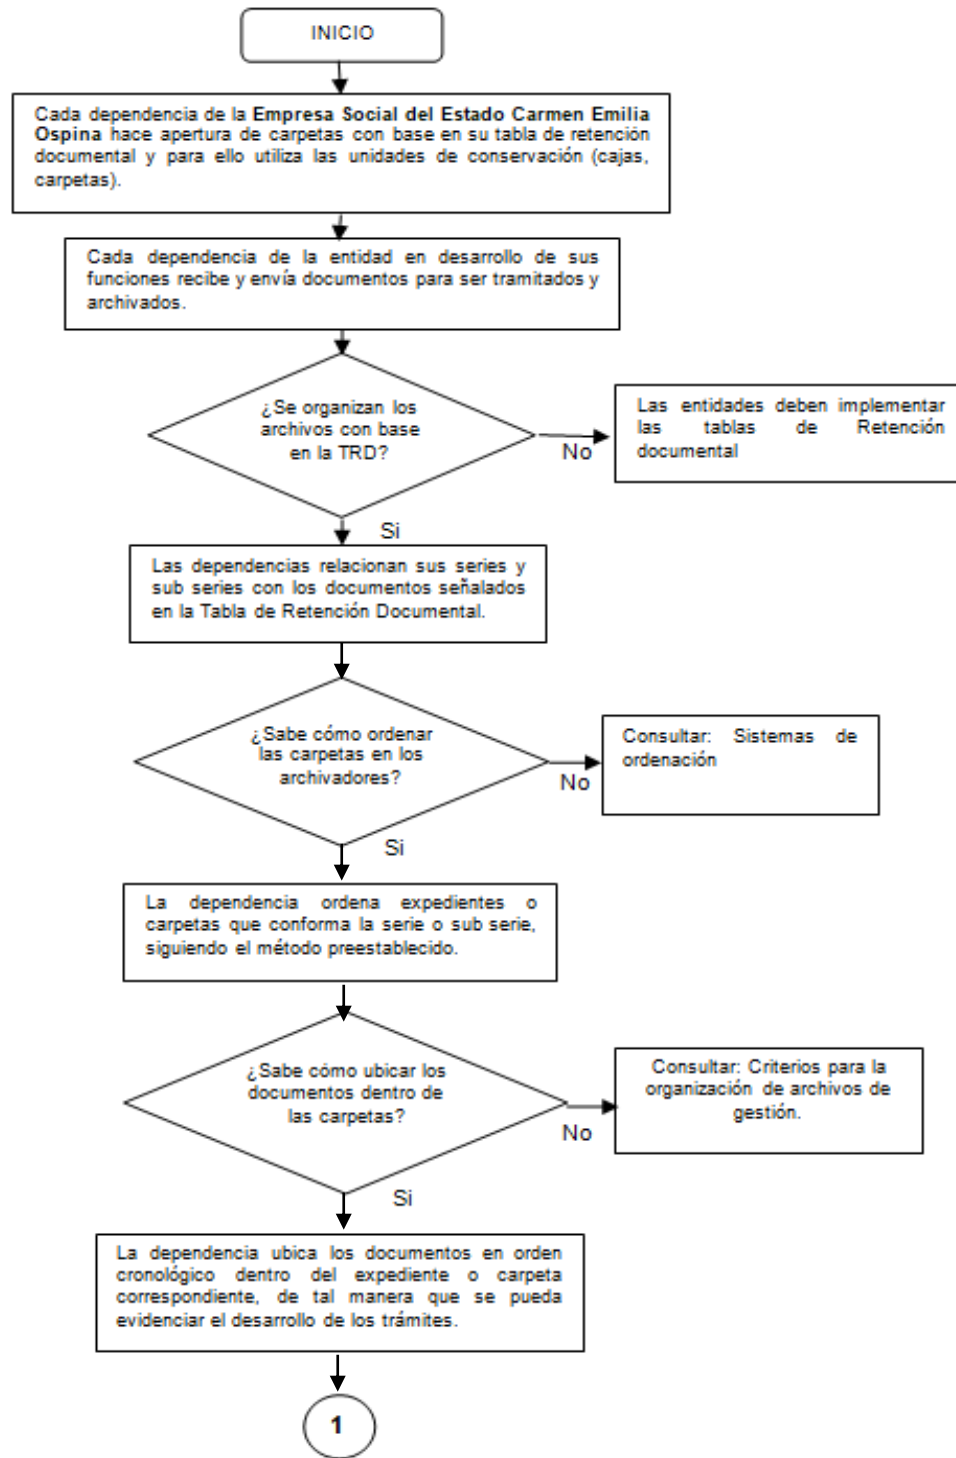 INICIO
Cada dependencia de la Empresa Social del Estado Carmen Emilia
Ospina hace apertura de carpetas con base en su tabla de retención
documental y para ello utiliza las unidades de conservación (cajas,
carpetas).
Cada dependencia de la entidad en desarrollo de sus
funciones recibe y envía documentos para ser tramitados y
archivados.
¿Se organizan los
archivos con base
en la TRD?
No
Las entidades deben implementar
las tablas de Retención
documental
Si
Las dependencias relacionan sus series y
sub series con los documentos señalados
en la Tabla de Retención Documental.
¿Sabe cómo ordenar
las carpetas en los
archivadores?
No
Consultar: Sistemas de
ordenación
Si
La dependencia ordena expedientes o
carpetas que conforma la serie o sub serie,
siguiendo el método preestablecido.
¿Sabe cómo ubicar los
documentos dentro de
las carpetas?
No
Consultar: Criterios para la
organización de archivos de
gestión.
Si
La dependencia ubica los documentos en orden
cronológico dentro del expediente o carpeta
correspondiente, de tal manera que se pueda
evidenciar el desarrollo de los trámites.
1